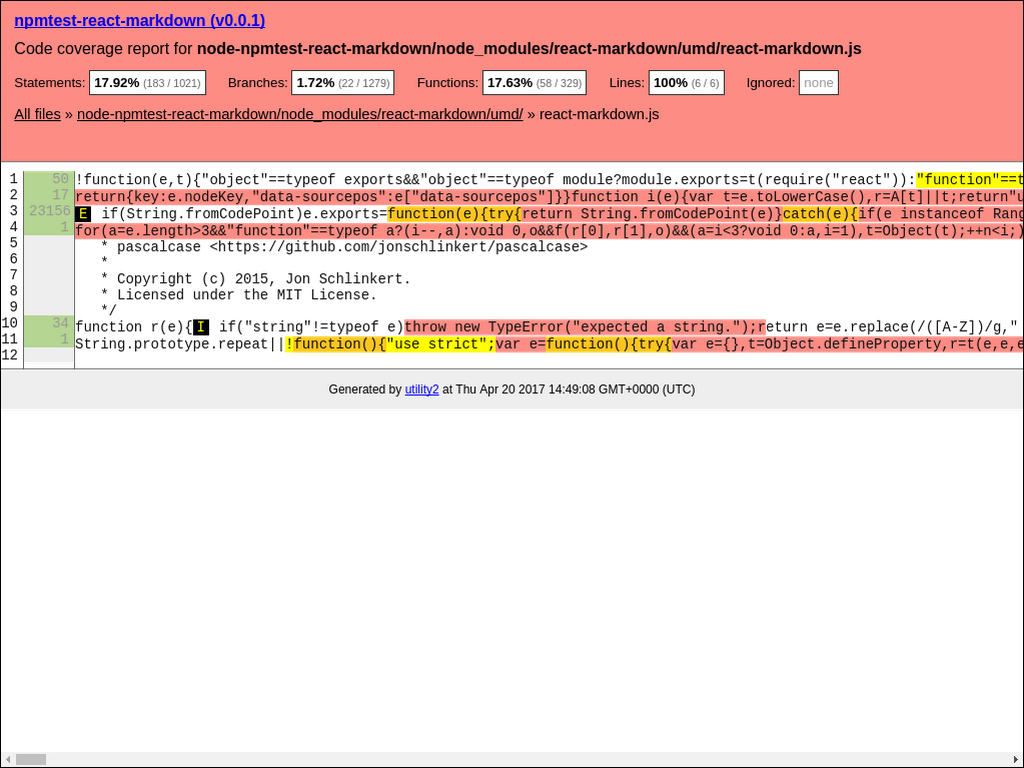 npmtest-react-markdown (v0.0.1)
Code coverage report for node-npmtest-react-markdown/node_modules/react-markdown/umd/react-markdown.js
Statements: 17.92% (183 / 1021) Branches: 1.72% (22 / 1279) Functions: 17.63% (58 / 329) Lines: 100% (6 / 6) Ignored: none
All files » node-npmtest-react-markdown/node_modules/react-markdown/umd/ » react-markdown.js
1 50 !function(e,t){"object"==typeof exports&&"object"==typeof module?module.exports=t(require("react")):"function"==t
2 17 return{key:e.nodeKey,"data-sourcepos":e["data-sourcepos"]}}function i(e){var t=e.toLowerCase(),r=A[t]||t;return"u
3 23156 E if(String.fromCodePoint)e.exports=function(e){try{return String.fromCodePoint(e)}catch(e){if(e instanceof Rang
4 1 for(a=e.length>3&&"function"==typeof a?(i--,a):void 0,o&&f(r[0],r[1],o)&&(a=i<3?void 0:a,i=1),t=Object(t);++n<i;)
5 * pascalcase <https://github.com/jonschlinkert/pascalcase>
6 *
7 * Copyright (c) 2015, Jon Schlinkert.
8 * Licensed under the MIT License.
9 */
10 34 function r(e){ I if("string"!=typeof e)throw new TypeError("expected a string.");return e=e.replace(/([A-Z])/g,"
11 1 String.prototype.repeat||!function(){"use strict";var e=function(){try{var e={},t=Object.defineProperty,r=t(e,e,e
12
Generated by utility2 at Thu Apr 20 2017 14:49:08 GMT+0000 (UTC)